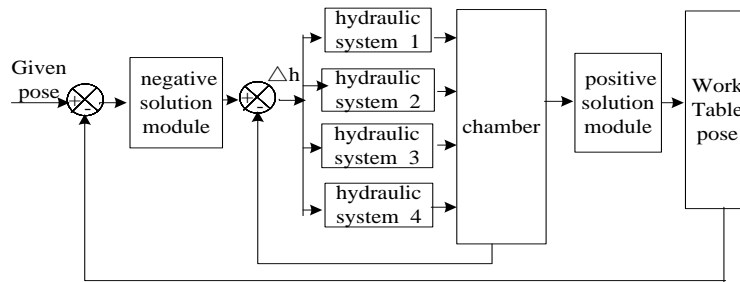 Given
pose
+
-
negative
solution
module
+
-
△h
hydraulic
system 1
hydraulic
system 2
hydraulic
system 3
hydraulic
system 4
chamber
positive
solution
module
Work
Table
pose